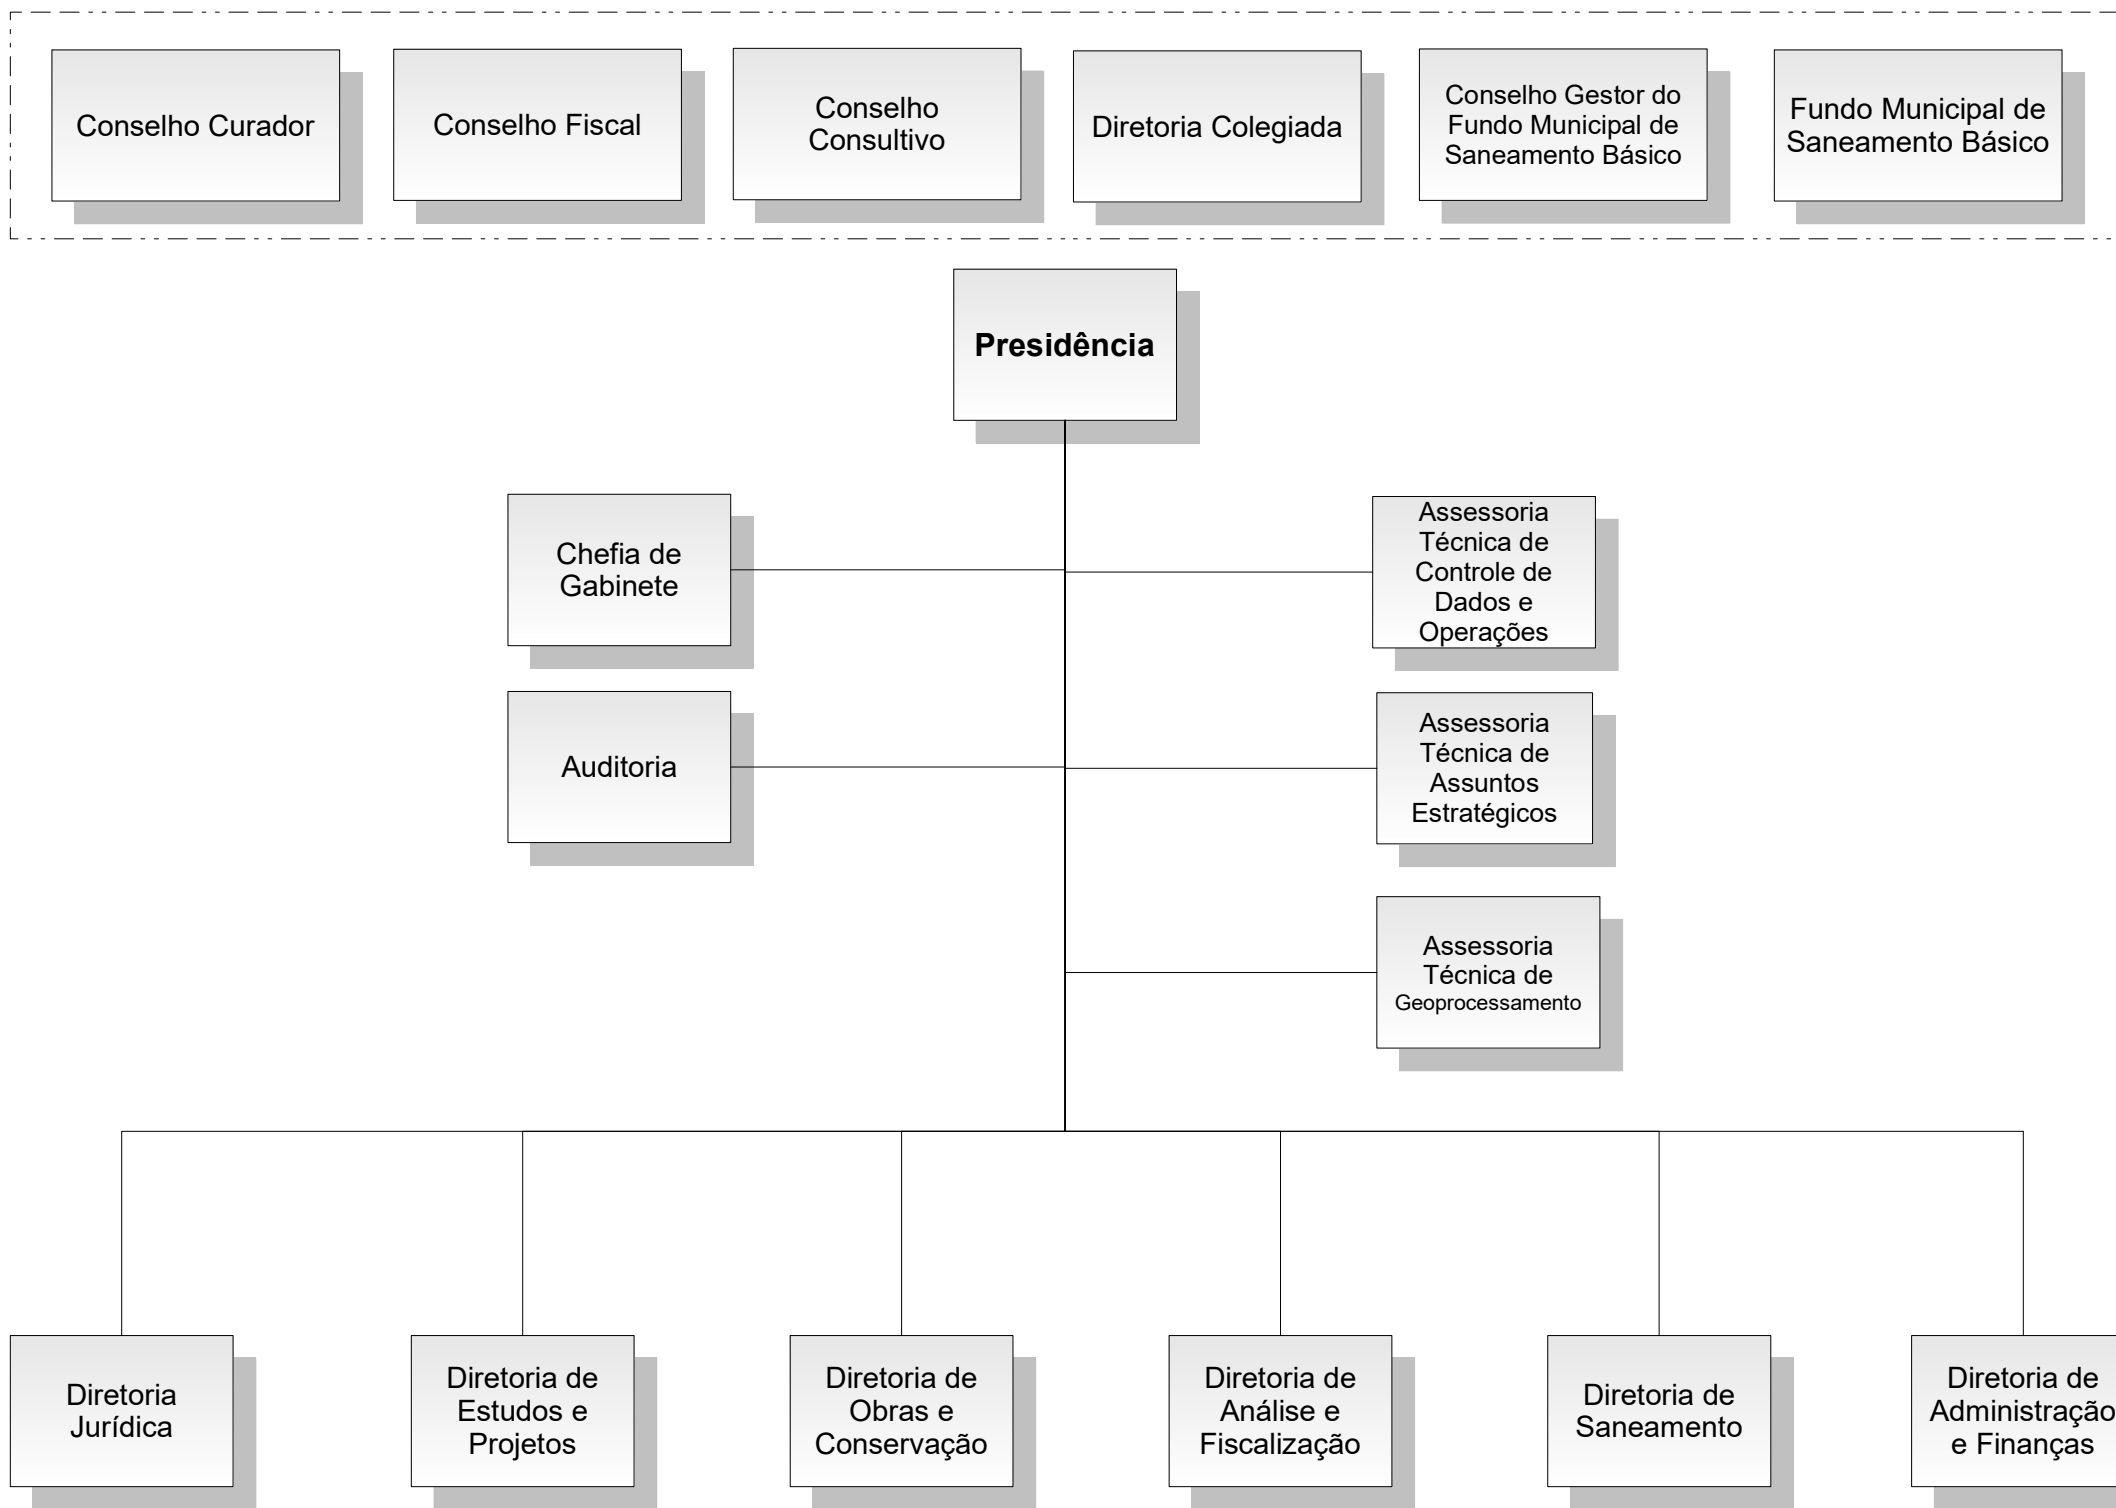 Conselho Curador
Conselho Fiscal
Conselho
Consultivo
Diretoria Colegiada
Conselho Gestor do
Fundo Municipal de
Saneamento Básico
Fundo Municipal de
Saneamento Básico
Presidência
Chefia de
Gabinete
Assessoria
Técnica de
Controle de
Dados e
Operações
Auditoria
Assessoria
Técnica de
Assuntos
Estratégicos
Assessoria
Técnica de
Geoprocessamento
Diretoria
Jurídica
Diretoria de
Estudos e
Projetos
Diretoria de
Obras e
Conservação
Diretoria de
Análise e
Fiscalização
Diretoria de
Saneamento
Diretoria de
Administração
e Finanças